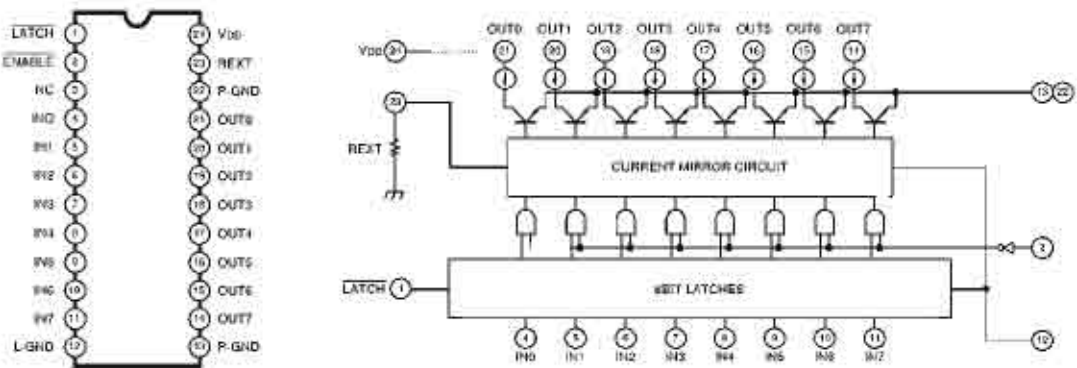 LATCH 1 24 VDD
ENABLE 2 23 REXT
NC 3 22 P-GND
IN0 4 21 OUT0
IN1 5 20 OUT1
IN2 6 19 OUT2
IN3 7 18 OUT3
IN4 8 17 OUT4
IN5 9 16 OUT5
IN6 10 15 OUT6
IN7 11 14 OUT7
L-GND 12 13 P-GND
OUT0 OUT1 OUT2 OUT3 OUT4 OUT5 OUT6 OUT7
VDD 24 21 20 19 18 17 16 15 14
23 13 22
REXT
CURRENT MIRROR CIRCUIT
2
LATCH 1 8BIT LATCHES
4 5 6 7 8 9 10 11 12
IN0 IN1 IN2 IN3 IN4 IN5 IN6 IN7